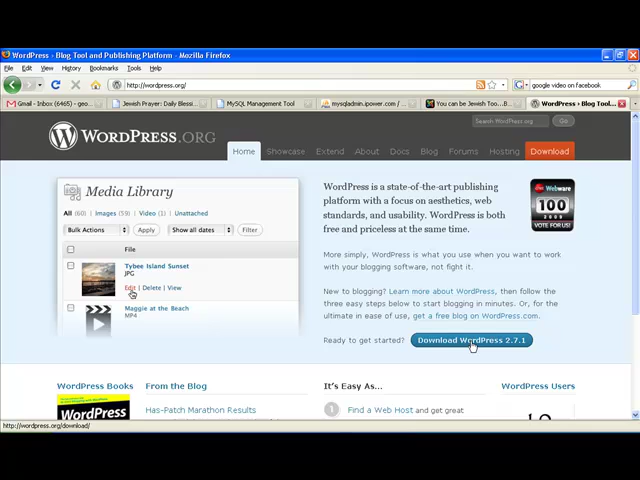 WordPress › Blog Tool and Publishing Platform - Mozilla Firefox
File Edit View History Bookmarks Tools Help
http://wordpress.org/
google video on facebook
Gmail - Inbox (6465) - geo...
Jewish Prayer: Daily Blessi...
MySQL Management Tool
mysqladmin.ipower.com / ...
You can be Jewish Too...
WordPress › Blog Tool...
WORDPRESS.ORG
Search WordPress.org
Go
Home Showcase Extend About Docs Blog Forums Hosting Download
Media Library
All (60) | Images (59) | Video (1) | Unattached
Bulk Actions Apply Show all dates Filter
File
Tybee Island Sunset
JPG
Edit | Delete | View
Maggie at the Beach
MP4
WordPress is a state-of-the-art publishing
platform with a focus on aesthetics, web
standards, and usability. WordPress is both
free and priceless at the same time.
Webware
100
2009
VOTE FOR US!
More simply, WordPress is what you use when you want to work
with your blogging software, not fight it.
New to blogging? Learn more about WordPress, then follow the
three easy steps below to start blogging in minutes. Or, for the
ultimate in ease of use, get a free blog on WordPress.com.
Ready to get started? Download WordPress 2.7.1
WordPress Books
From the Blog
It's Easy As...
WordPress Users
WordPress
Has-Patch Marathon Results
1 Find a Web Host and get great
http://wordpress.org/download/